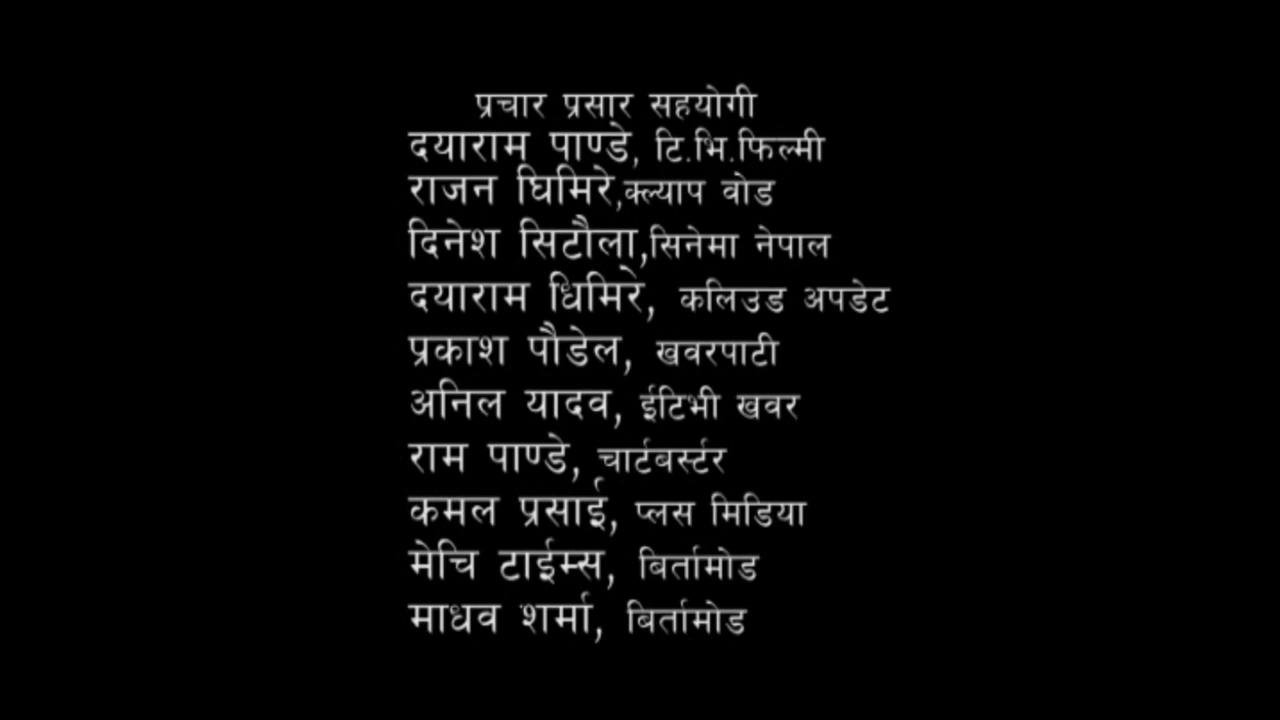 प्रचार प्रसार सहयोगी
दयाराम पाण्डे, टि.भि.फिल्मी
राजन घिमिरे,क्ल्याप वोड
दिनेश सिटौला,सिनेमा नेपाल
दयाराम धिमिरे, कलिउड अपडेट
प्रकाश पौडेल, खवरपाटी
अनिल यादव, ईटिभी खवर
राम पाण्डे, चार्टबर्स्टर
कमल प्रसाई, प्लस मिडिया
मेचि टाईम्स, बिर्तामोड
माधव शर्मा, बिर्तामोड